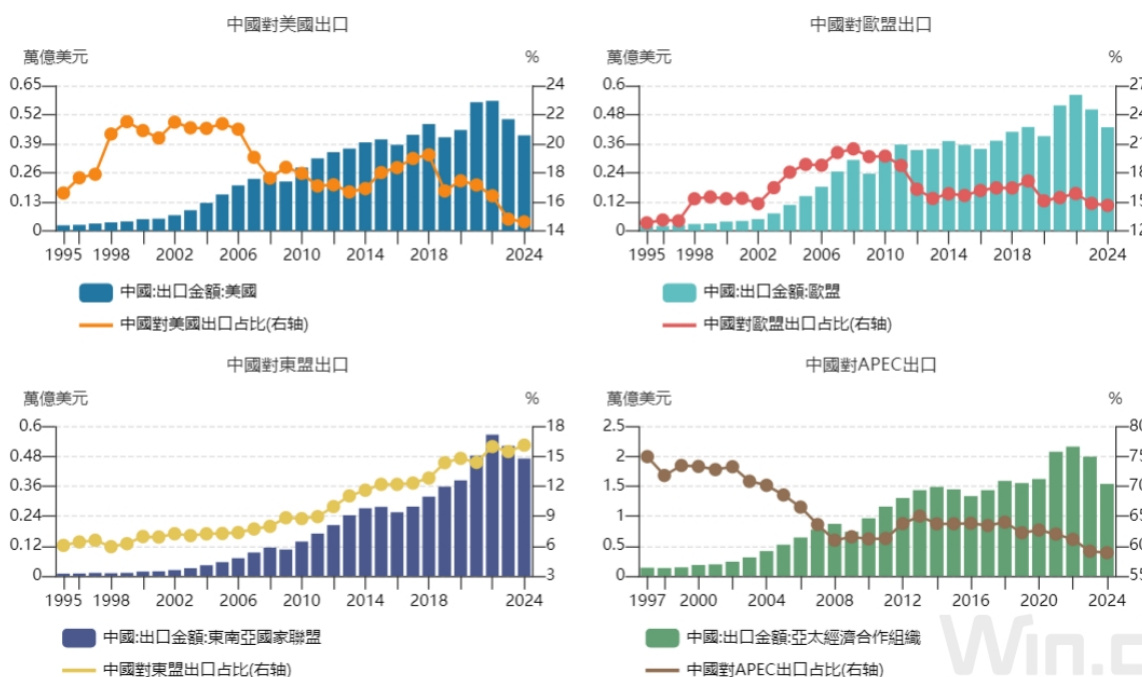 中國對美國出口
萬億美元 %
0.65 24
0.52 22
0.39 20
0.26 18
0.13 16
0 14
1995 1998 2002 2006 2010 2014 2018 2024
中國:出口金額:美國
中國對美國出口占比(右轴)
中國對歐盟出口
萬億美元 %
0.6 27
0.48 24
0.36 21
0.24 18
0.12 15
0 12
1995 1998 2002 2006 2010 2014 2018 2024
中國:出口金額:歐盟
中國對歐盟出口占比(右轴)
中國對東盟出口
萬億美元 %
0.6 18
0.48 15
0.36 12
0.24 9
0.12 6
0 3
1995 1998 2002 2006 2010 2014 2018 2024
中國:出口金額:東南亞國家聯盟
中國對東盟出口占比(右轴)
中國對APEC出口
萬億美元 %
2.5 80
2 75
1.5 70
1 65
0.5 60
0 55
1997 2000 2004 2008 2012 2016 2020 2024
中國:出口金額:亞太經濟合作組織
中國對APEC出口占比(右轴)
Win.c